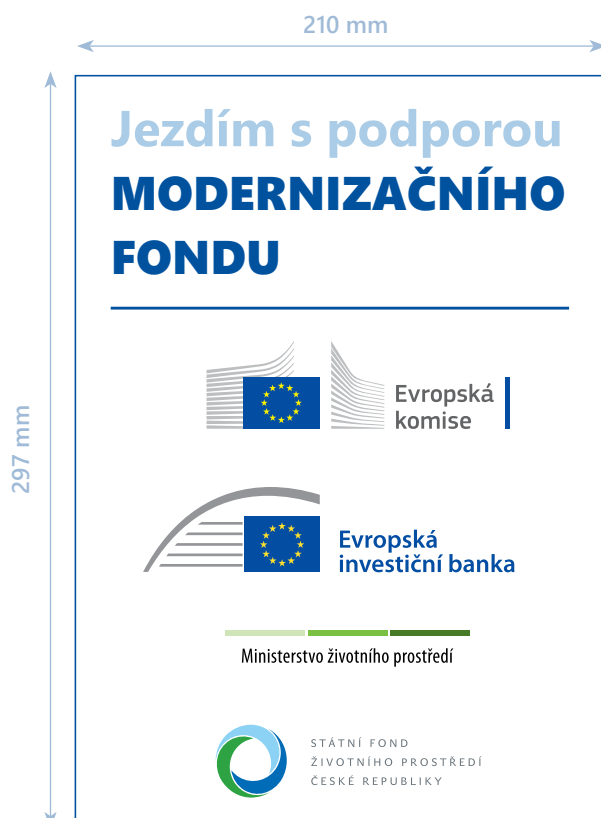 210 mm
297 mm
Jezdím s podporou
MODERNIZAČNÍHO
FONDU
Evropská
komise
Evropská
investiční banka
Ministerstvo životního prostředí
STÁTNÍ FOND
ŽIVOTNÍHO PROSTŘEDÍ
ČESKÉ REPUBLIKY